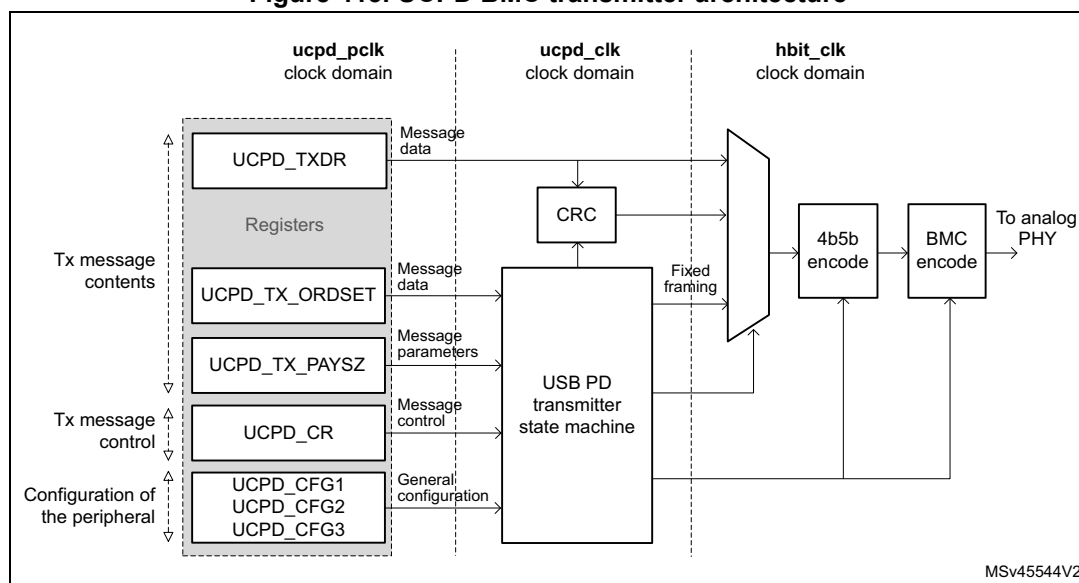 ucpd_pclk
clock domain
ucpd_clk
clock domain
hbit_clk
clock domain
Message
data
UCPD_TXDR
CRC
Registers
4b5b
encode
BMC
encode
To analog
PHY
Tx message
contents
Message
data
Fixed
framing
UCPD_TX_ORDSET
Message
parameters
UCPD_TX_PAYSZ
USB PD
transmitter
state machine
Tx message
control
Message
control
UCPD_CR
Configuration of
the peripheral
UCPD_CFG1
UCPD_CFG2
UCPD_CFG3
General
configuration
MSv45544V2